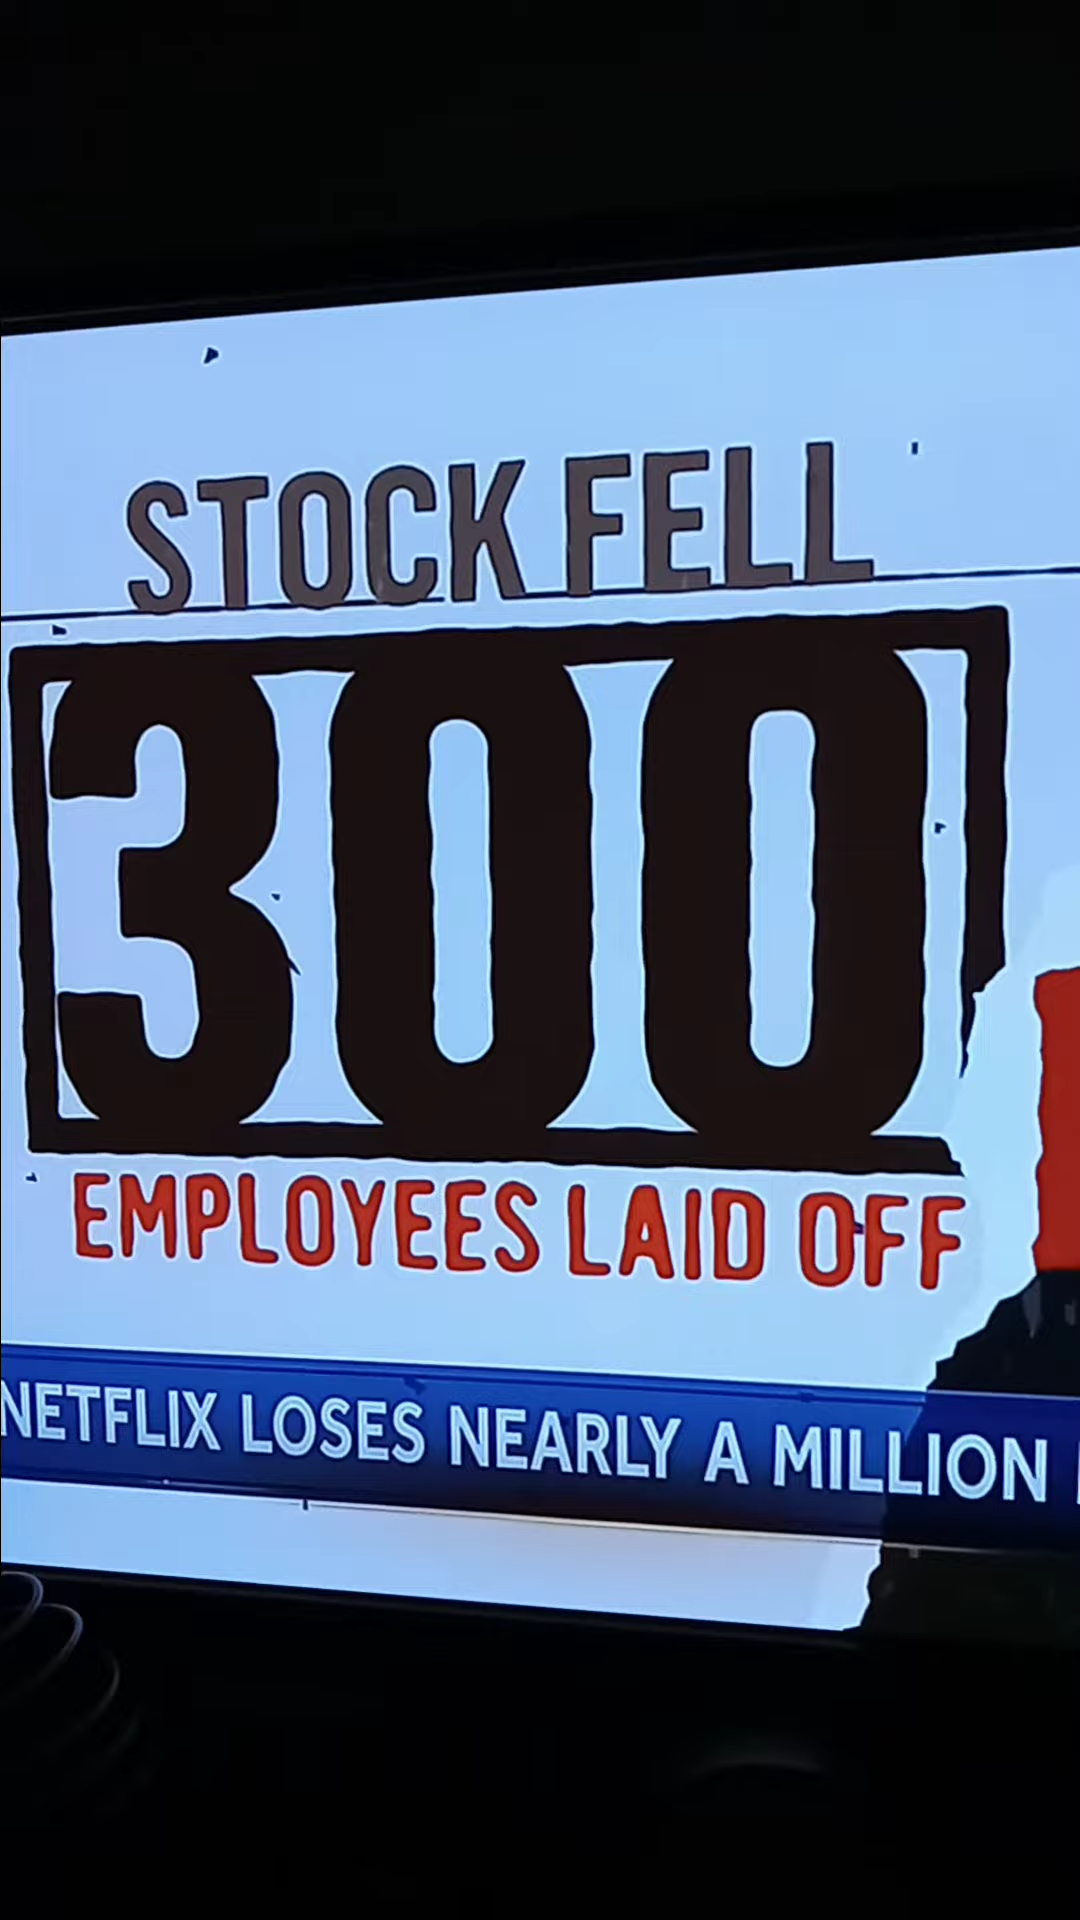 STOCK FELL
300
EMPLOYEES LAID OFF
NETFLIX LOSES NEARLY A MILLION